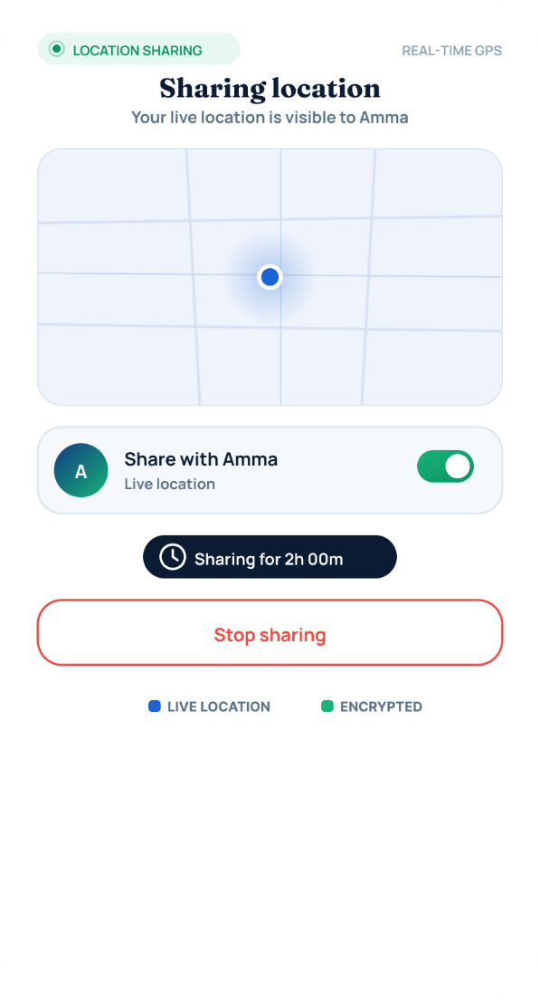 LOCATION SHARING
REAL-TIME GPS
Sharing location
Your live location is visible to Amma
A
Share with Amma
Live location
Sharing for 2h 00m
Stop sharing
LIVE LOCATION
ENCRYPTED